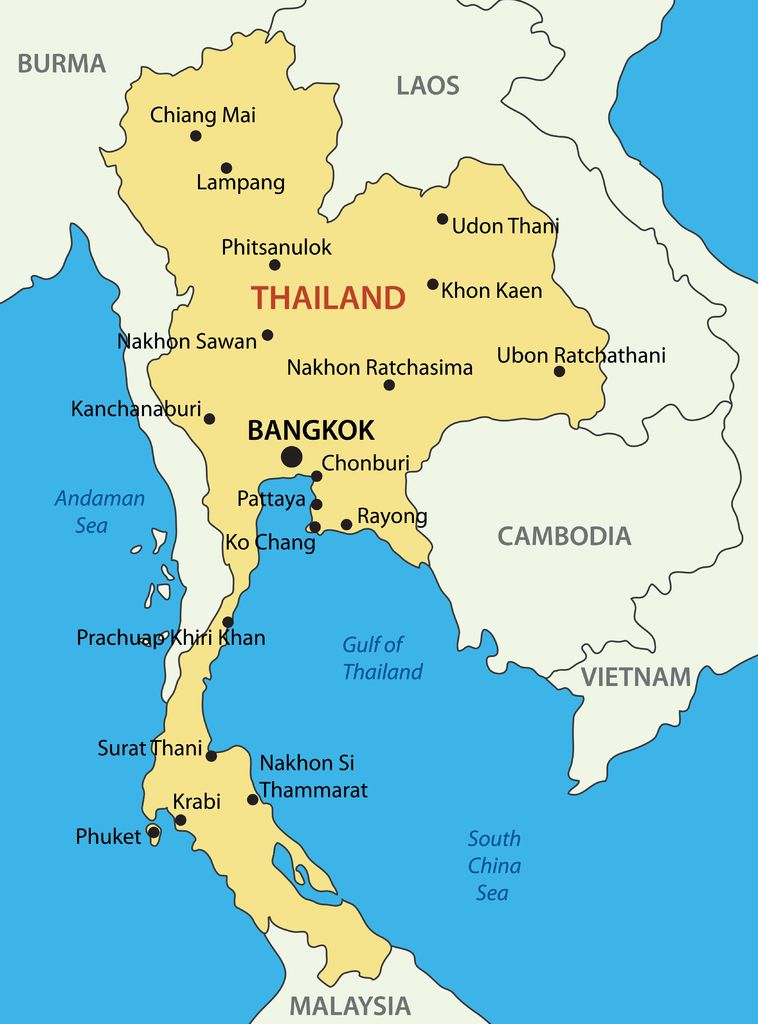 BURMA
LAOS
Chiang Mai
Lampang
Udon Thani
Phitsanulok
Khon Kaen
THAILAND
Nakhon Sawan
Ubon Ratchathani
Nakhon Ratchasima
Kanchanaburi
BANGKOK
Chonburi
Andaman
Sea
Pattaya
Rayong
CAMBODIA
Ko Chang
Prachuap Khiri Khan
Gulf of
Thailand
VIETNAM
Surat Thani
Nakhon Si
Thammarat
Krabi
Phuket
South
China
Sea
MALAYSIA